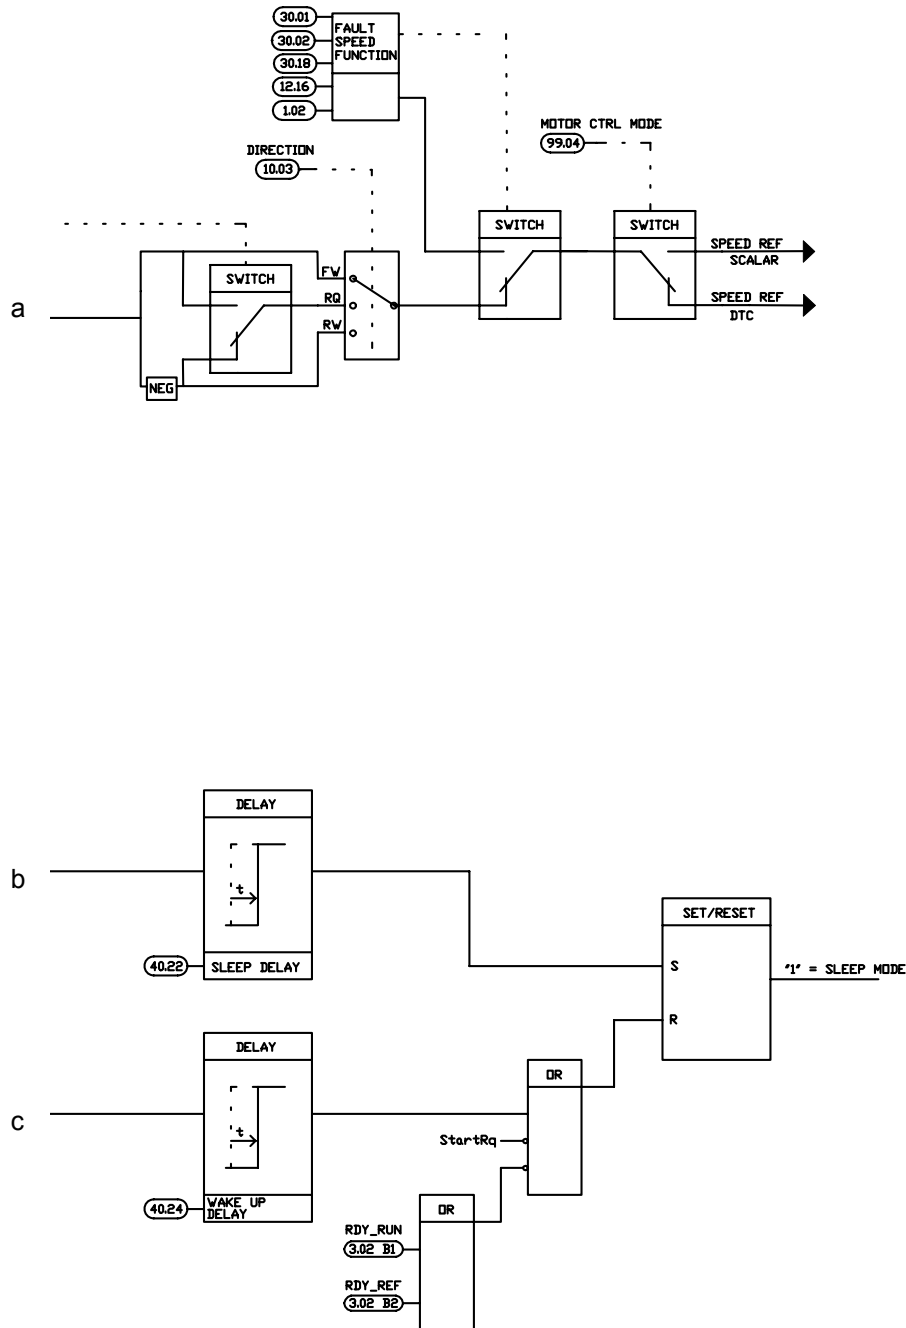 30.01
30.02
30.18
12.16
1.02
FAULT
SPEED
FUNCTION
MOTOR CTRL MODE
99.04
DIRECTION
10.03
SWITCH
SWITCH
SPEED REF
SCALAR
SPEED REF
DTC
a
SWITCH
FW
RQ
RW
NEG
b
DELAY
t
40.22
SLEEP DELAY
SET/RESET
S
R
"1" = SLEEP MODE
c
DELAY
t
40.24
WAKE UP
DELAY
OR
StartRq
OR
RDY_RUN
3.02 B1
RDY_REF
3.02 B2